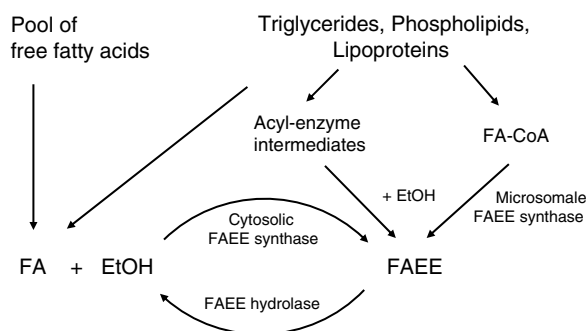 Pool of
free fatty acids
Triglycerides, Phospholipids,
Lipoproteins
Acyl-enzyme
intermediates
FA-CoA
+ EtOH
Microsomale
FAEE synthase
Cytosolic
FAEE synthase
FA + EtOH
FAEE
FAEE hydrolase